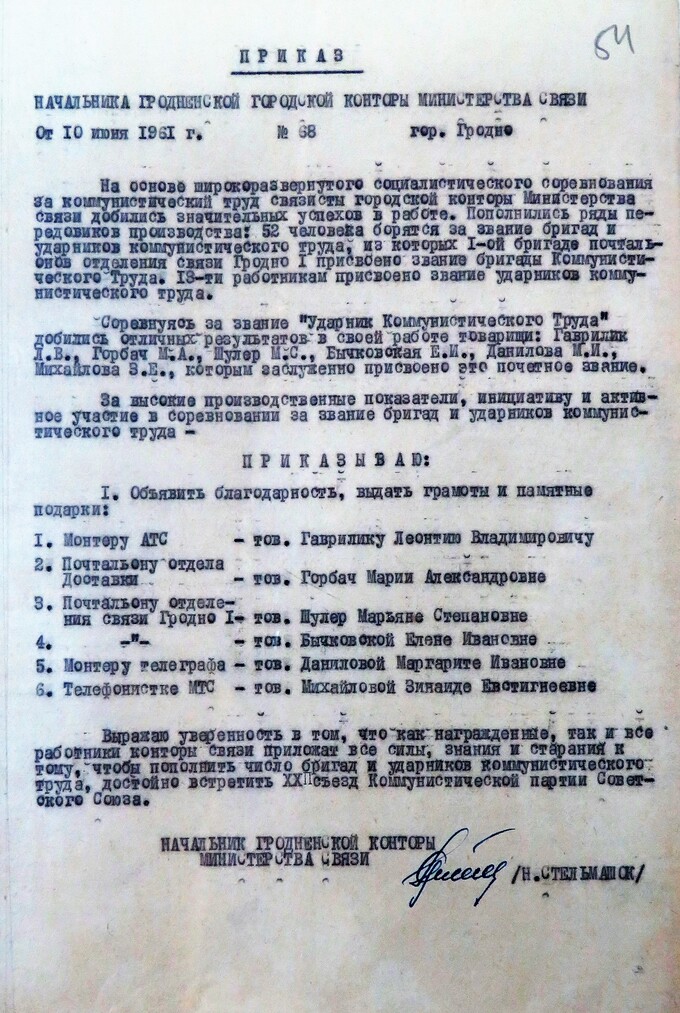 54
ПРИКАЗ
НАЧАЛЬНИКА ГРОДНЕНСКОЙ ГОРОДСКОЙ КОНТОРЫ МИНИСТЕРСТВА СВЯЗИ
От 10 июня 1961 г. № 68 гор. Гродно
На основе широкоразвернутого социалистического соревнования
за коммунистический труд связисты городской конторы Министерства
связи добились значительных успехов в работе. Пополнились ряды пе-
редовиков производства: 52 человека борятся за звание бригад и
ударников коммунистического труда, из которых I-ой бригаде почталь-
онов отделения связи Гродно I присвоено звание бригады Коммунисти-
ческого Труда. 13-ти работникам присвоено звание ударников комму-
нистического труда.
Соревнуясь за звание "Ударник Коммунистического Труда"
добились отличных результатов в своей работе товарищи: Гаврилик
Л.В., Горбач М.А., Шулер М.С., Бычковская Е.И., Данилова М.И.,
Михайлова З.Е., которым заслуженно присвоено это почетное звание.
За высокие производственные показатели, инициативу и актив-
ное участие в соревновании за звание бригад и ударников коммунис-
тического труда -
ПРИКАЗЫВАЮ:
I. Объявить благодарность, выдать грамоты и памятные
подарки:
I. Монтеру АТС - тов. Гаврилику Леонтию Владимировичу
2. Почтальону отдела
Доставки - тов. Горбач Марии Александровне
3. Почтальону отделе-
ния связи Гродно I- тов. Шулер Марьяне Степановне
4. -"- - тов. Бычковской Елене Ивановне
5. Монтеру телеграфа - тов. Даниловой Маргарите Ивановне
6. Телефонистке МТС - тов. Михайловой Зинаиде Евстигнеевне
Выражаю уверенность в том, что как награжденные, так и все
работники конторы связи приложат все силы, знания и старания к
тому, чтобы пополнить число бригад и ударников коммунистического
труда, достойно встретить XXII съезд Коммунистической партии Совет-
ского Союза.
НАЧАЛЬНИК ГРОДНЕНСКОЙ КОНТОРЫ
МИНИСТЕРСТВА СВЯЗИ
/Н.СТЕЛЬМАШОК/